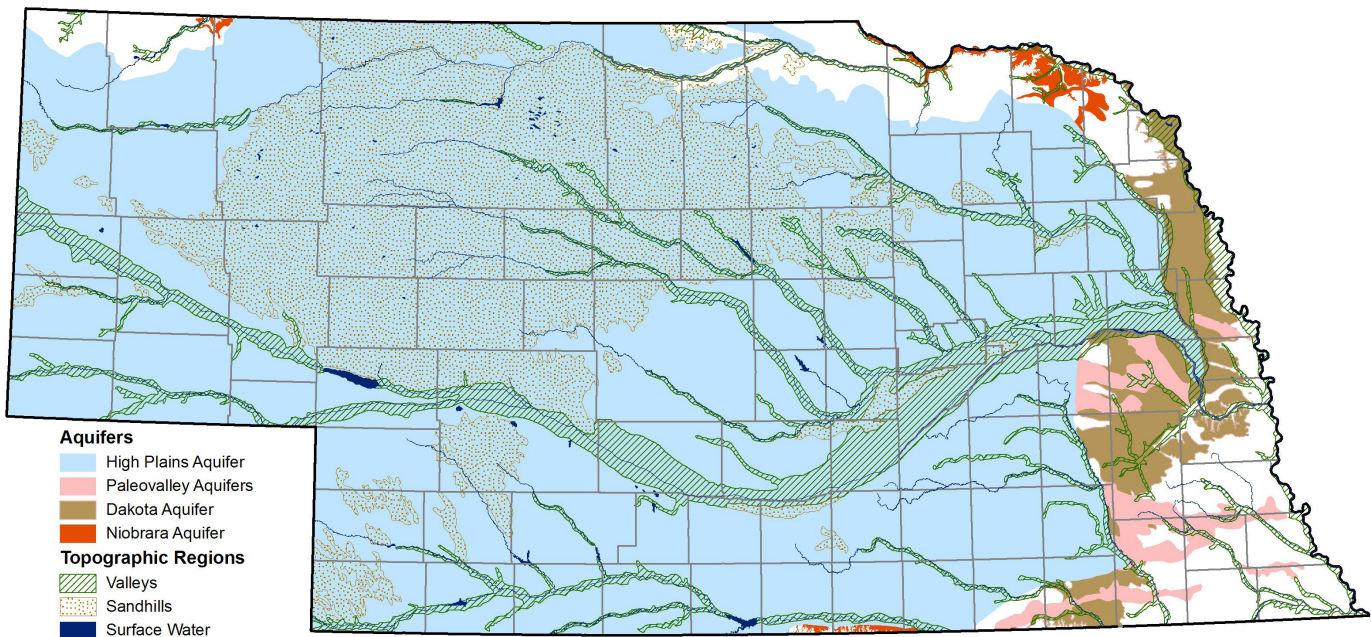 Aquifers
High Plains Aquifer
Paleovalley Aquifers
Dakota Aquifer
Niobrara Aquifer
Topographic Regions
Valleys
Sandhills
Surface Water